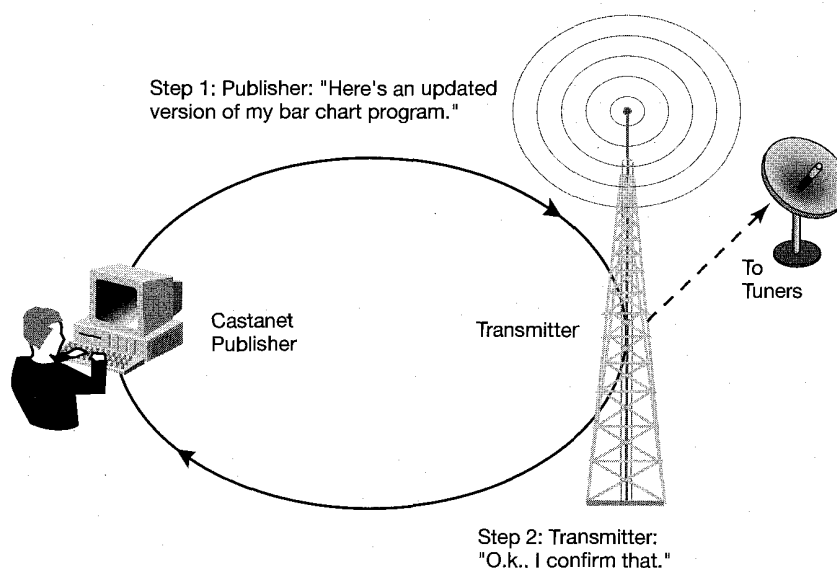 Step 1: Publisher: "Here's an updated
version of my bar chart program."
Castanet
Publisher
Transmitter
To
Tuners
Step 2: Transmitter:
"O.k., I confirm that."